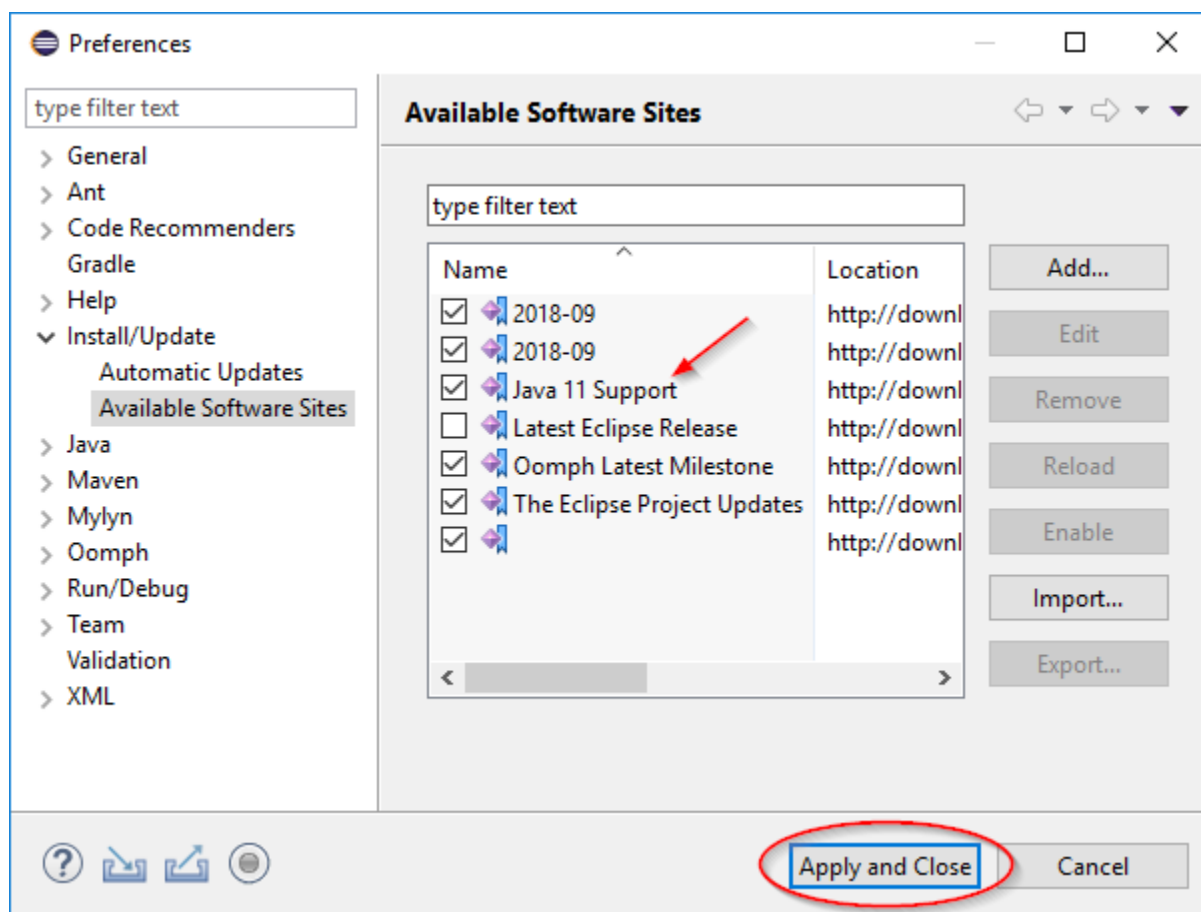 Preferences
type filter text
General
Ant
Code Recommenders
Gradle
Help
Install/Update
Automatic Updates
Available Software Sites
Java
Maven
Mylyn
Oomph
Run/Debug
Team
Validation
XML
Available Software Sites
type filter text
Name Location
2018-09 http://downl
2018-09 http://downl
Java 11 Support http://downl
Latest Eclipse Release http://downl
Oomph Latest Milestone http://downl
The Eclipse Project Updates http://downl
http://downl
Add...
Edit
Remove
Reload
Enable
Import...
Export...
?
Apply and Close
Cancel